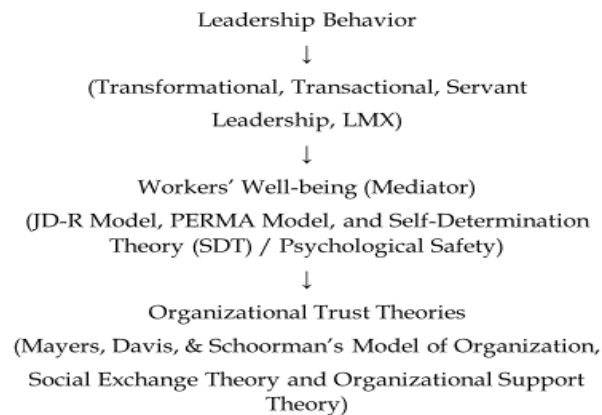 Leadership Behavior
↓
(Transformational, Transactional, Servant
Leadership, LMX)
↓
Workers’ Well-being (Mediator)
(JD-R Model, PERMA Model, and Self-Determination
Theory (SDT) / Psychological Safety)
↓
Organizational Trust Theories
(Mayers, Davis, & Schoorman’s Model of Organization,
Social Exchange Theory and Organizational Support
Theory)